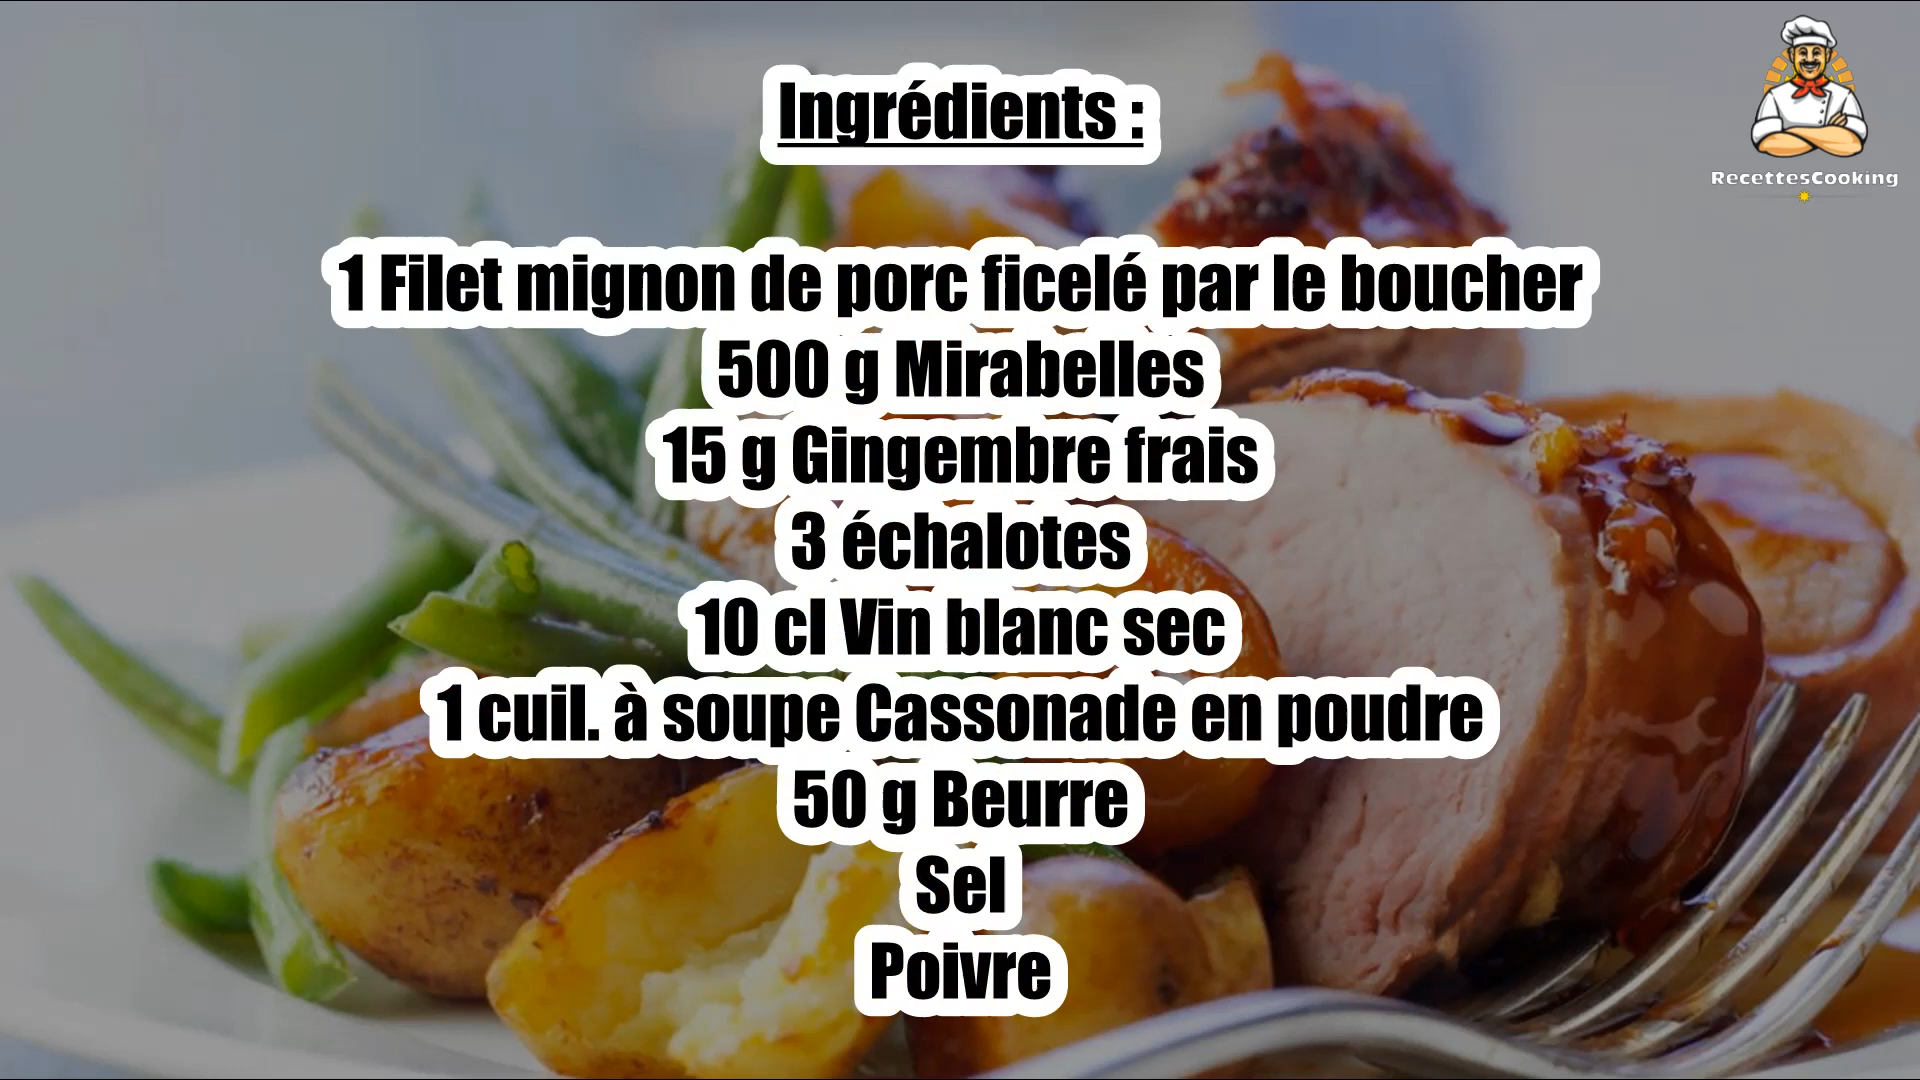 Ingrédients :
RecettesCooking
1 Filet mignon de porc ficelé par le boucher
500 g Mirabelles
15 g Gingembre frais
3 échalotes
10 cl Vin blanc sec
1 cuil. à soupe Cassonade en poudre
50 g Beurre
Sel
Poivre